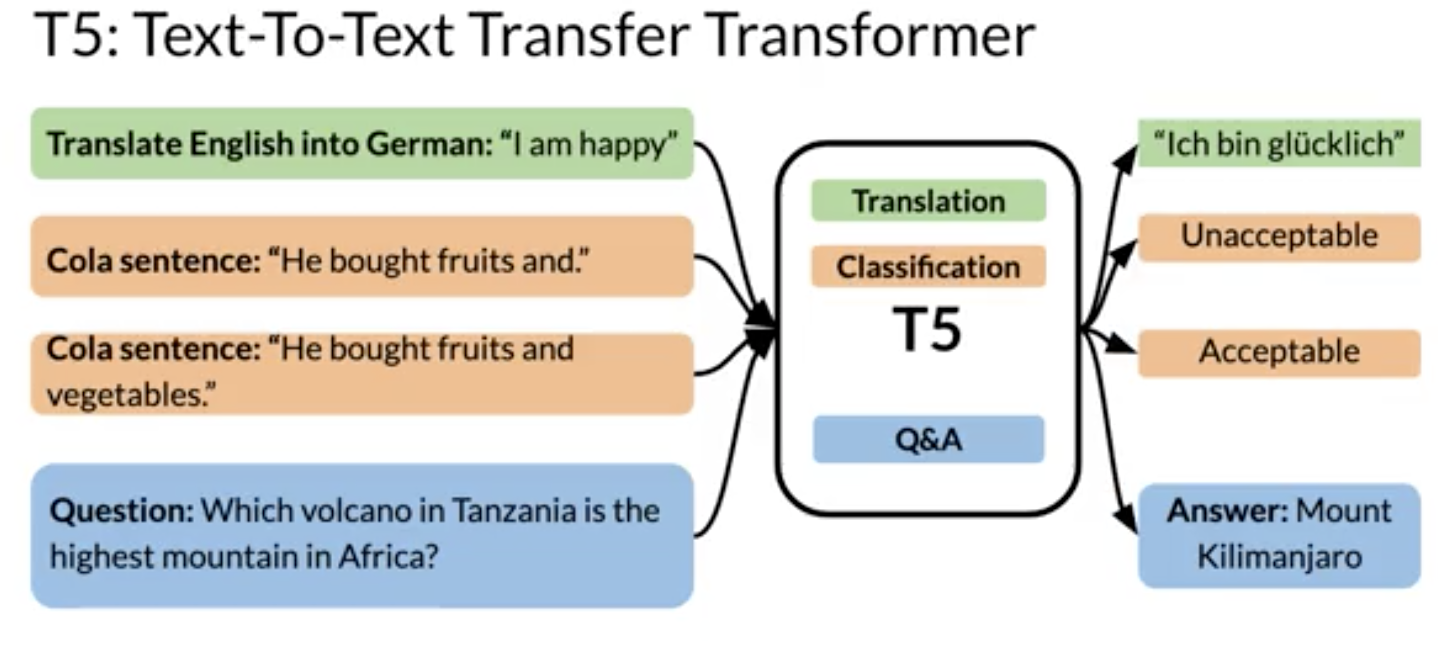 T5: Text-To-Text Transfer Transformer
Translate English into German: “I am happy”
Cola sentence: “He bought fruits and.”
Cola sentence: “He bought fruits and
vegetables.”
Question: Which volcano in Tanzania is the
highest mountain in Africa?
Translation
Classification
T5
Q&A
“Ich bin glücklich”
Unacceptable
Acceptable
Answer: Mount
Kilimanjaro